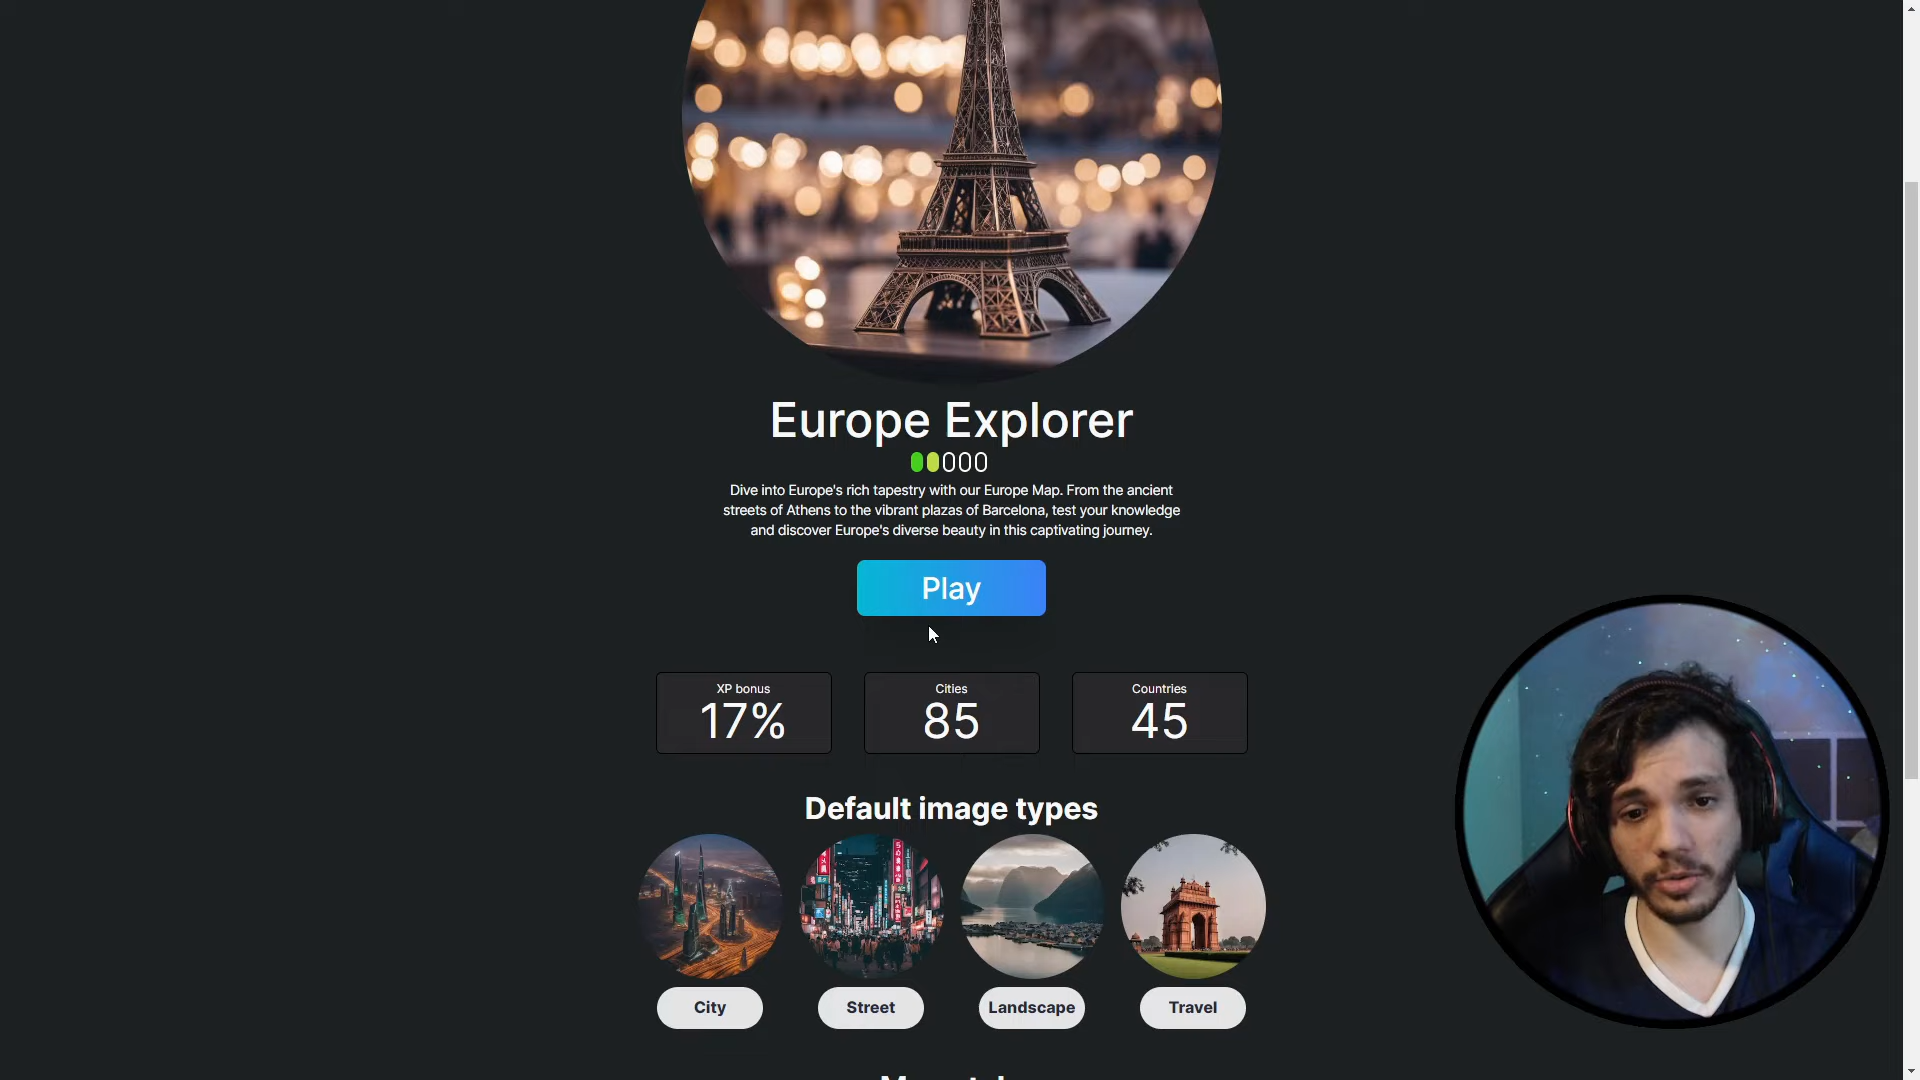 Europe Explorer
Dive into Europe's rich tapestry with our Europe Map. From the ancient
streets of Athens to the vibrant plazas of Barcelona, test your knowledge
and discover Europe's diverse beauty in this captivating journey.
Play
XP bonus
17%
Cities
85
Countries
45
Default image types
City
Street
Landscape
Travel